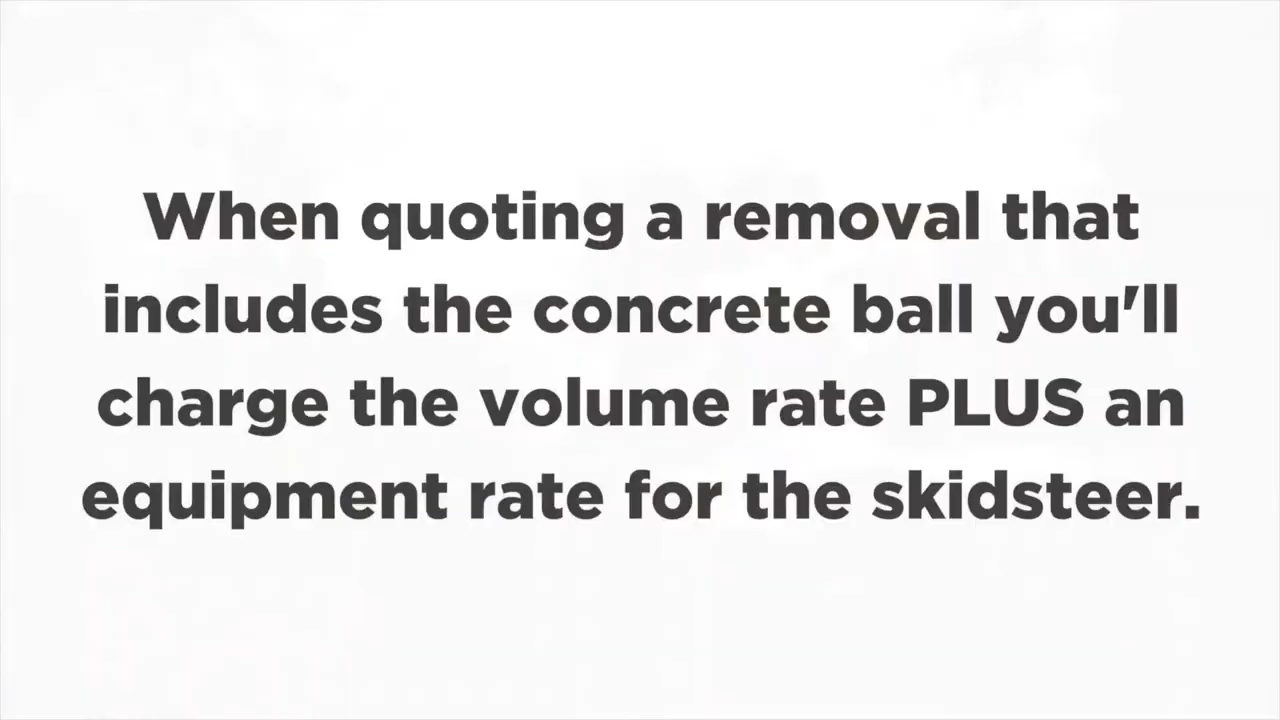 When quoting a removal that
includes the concrete ball you'll
charge the volume rate PLUS an
equipment rate for the skidsteer.